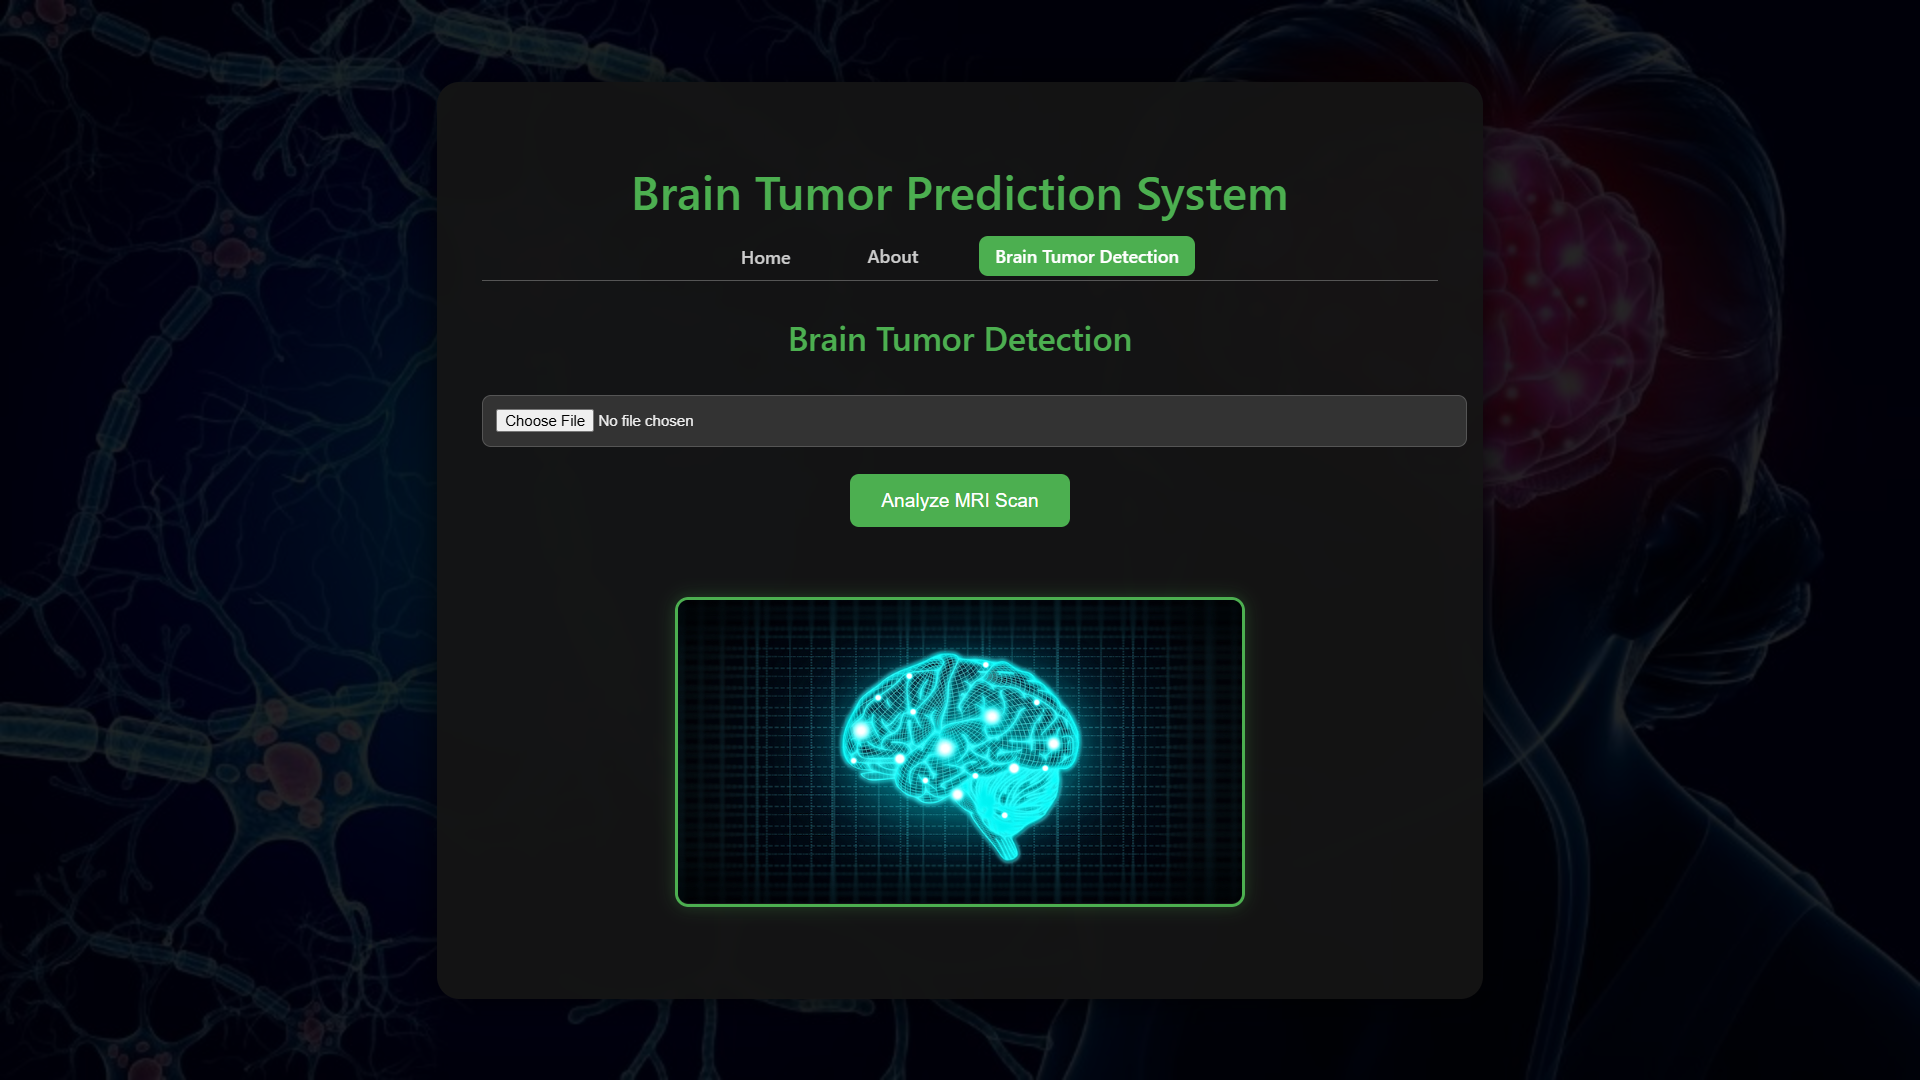 Brain Tumor Prediction System
Home About Brain Tumor Detection
Brain Tumor Detection
Choose File No file chosen
Analyze MRI Scan